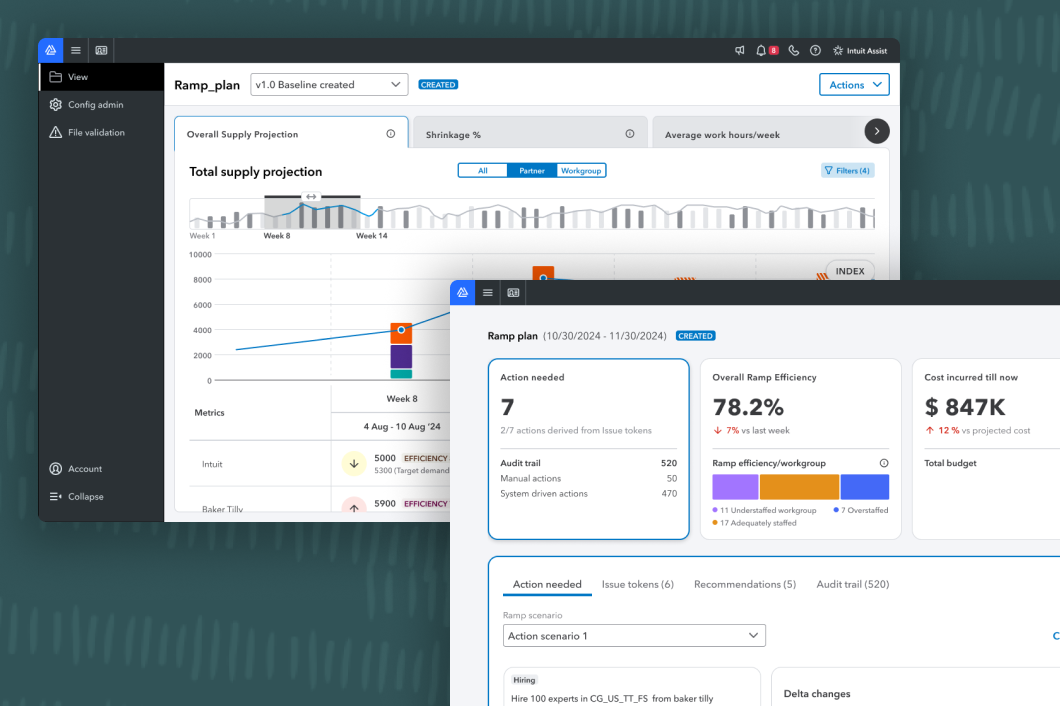 8
Intuit Assist
View
Config admin
File validation
Account
Collapse
Ramp_plan
v1.0 Baseline created
CREATED
Actions
Overall Supply Projection
Shrinkage %
Average work hours/week
Total supply projection
All
Partner
Workgroup
Filters (4)
Week 1
Week 8
Week 14
10000
8000
6000
4000
2000
0
INDEX
Metrics
Week 8
4 Aug - 10 Aug '24
Intuit
5000 EFFICIENCY
5300 (Target demand
Baker Tilly
5900 EFFICIENCY
Ramp plan (10/30/2024 - 11/30/2024) CREATED
Action needed
7
2/7 actions derived from Issue tokens
Audit trail 520
Manual actions 50
System driven actions 470
Overall Ramp Efficiency
78.2%
7% vs last week
Ramp efficiency/workgroup
11 Understaffed workgroup
7 Overstaffed
17 Adequately staffed
Cost incurred till now
$ 847K
12 % vs projected cost
Total budget
Action needed
Issue tokens (6)
Recommendations (5)
Audit trail (520)
Ramp scenario
Action scenario 1
C
Hiring
Hire 100 experts in CG_US_TT_FS from baker tilly
Delta changes